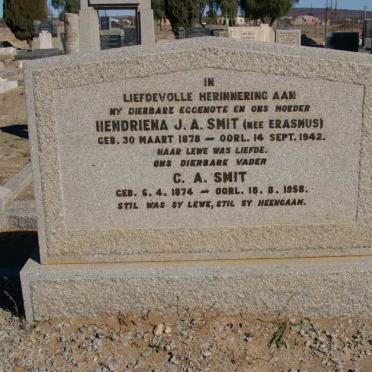 IN
LIEFDEVOLLE HERINNERING AAN
MY DIERBARE EGGENOTE EN ONS MOEDER
HENDRIENA J. A. SMIT (NEE ERASMUS)
GEB. 30 MAART 1878 — OORL. 14 SEPT. 1942.
HAAR LEWE WAS LIEFDE.
ONS DIERBARE VADER
C. A. SMIT
GEB. 6. 4. 1874 — OORL. 18. 8. 1958.
STIL WAS SY LEWE, STIL SY HEENGAAN.